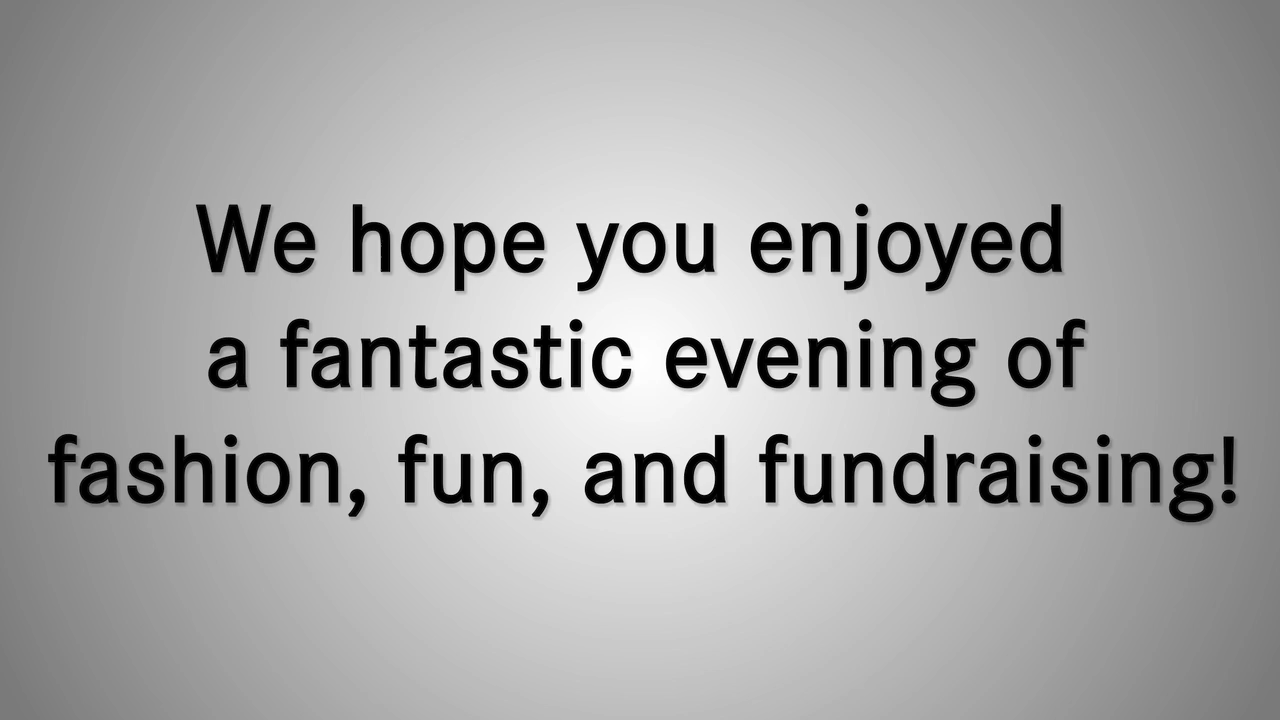 We hope you enjoyed
a fantastic evening of
fashion, fun, and fundraising!